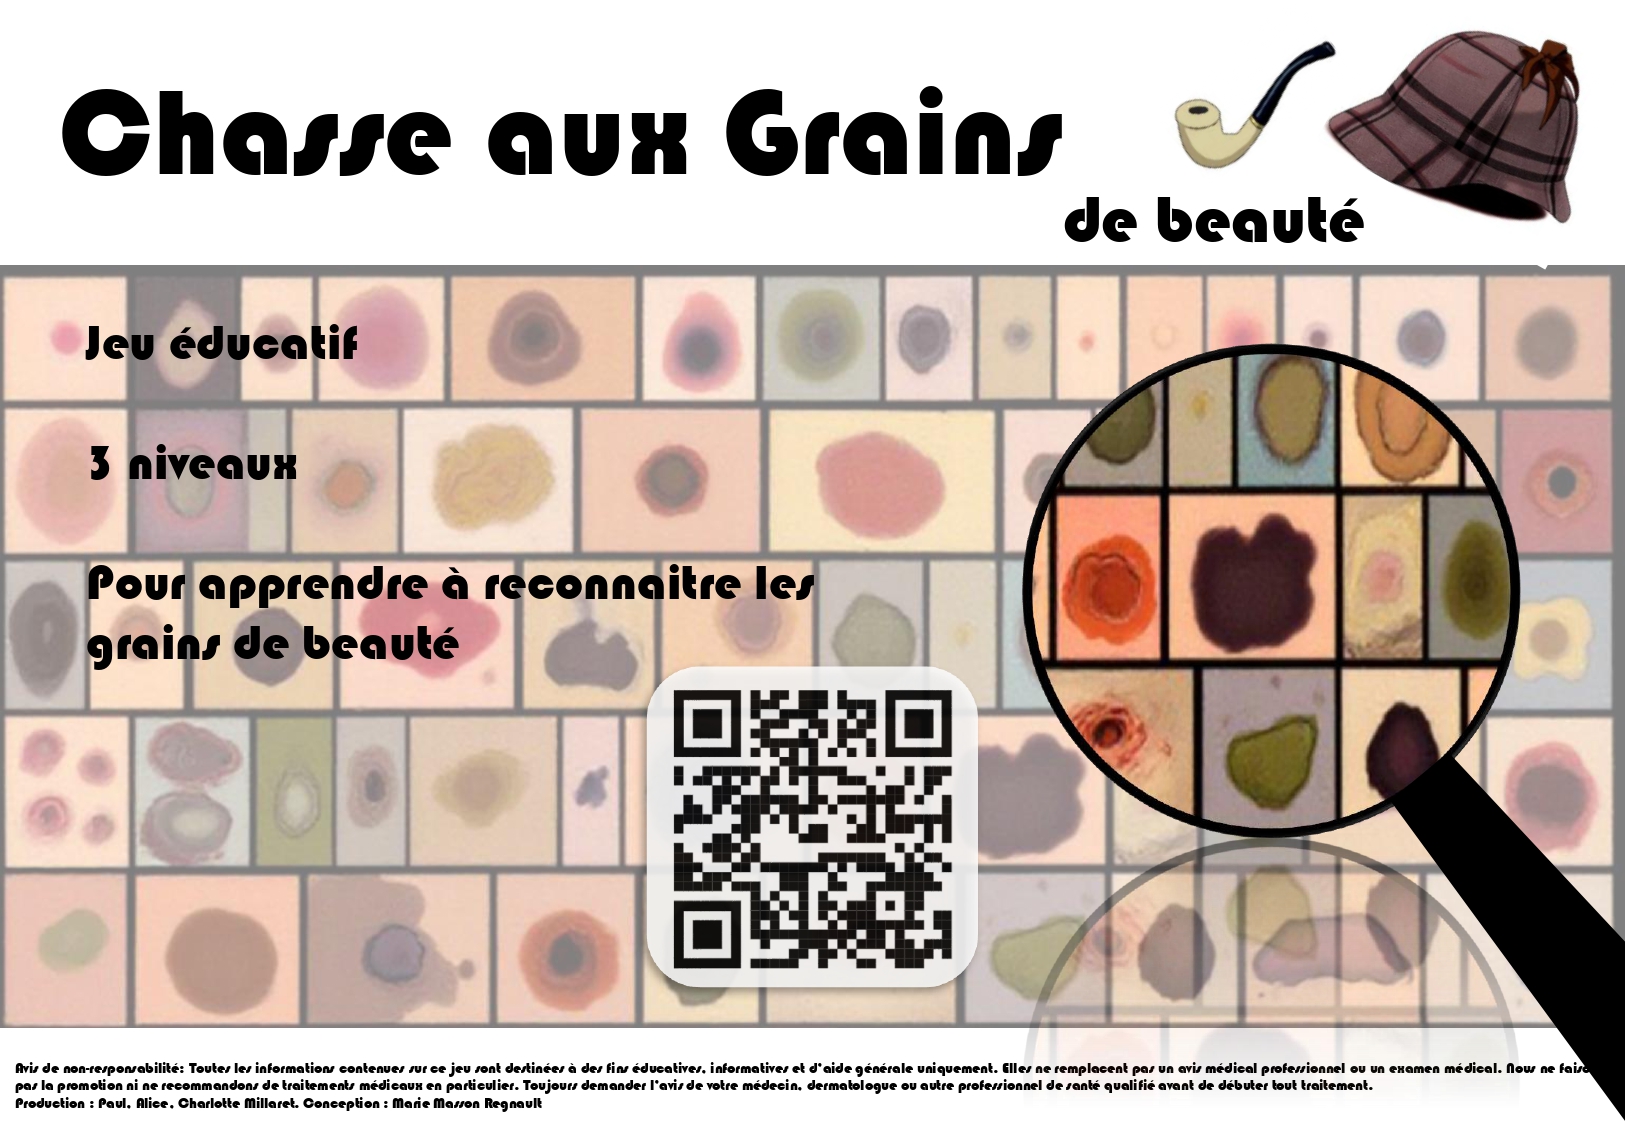 Chasse aux Grains
de beauté
Jeu éducatif
3 niveaux
Pour apprendre à reconnaitre les
grains de beauté
Avis de non-responsabilité: Toutes les informations contenues sur ce jeu sont destinées à des fins éducatives, informatives et d'aide générale uniquement. Elles ne remplacent pas un avis médical professionnel ou un examen médical. Nous ne
pas la promotion ni ne recommandons de traitements médicaux en particulier. Toujours demander l'avis de votre médecin, dermatologue ou autre professionnel de santé qualifié avant de débuter tout traitement.
Production : Paul, Alice, Charlotte Millaret. Conception : Marie Masson Regnault